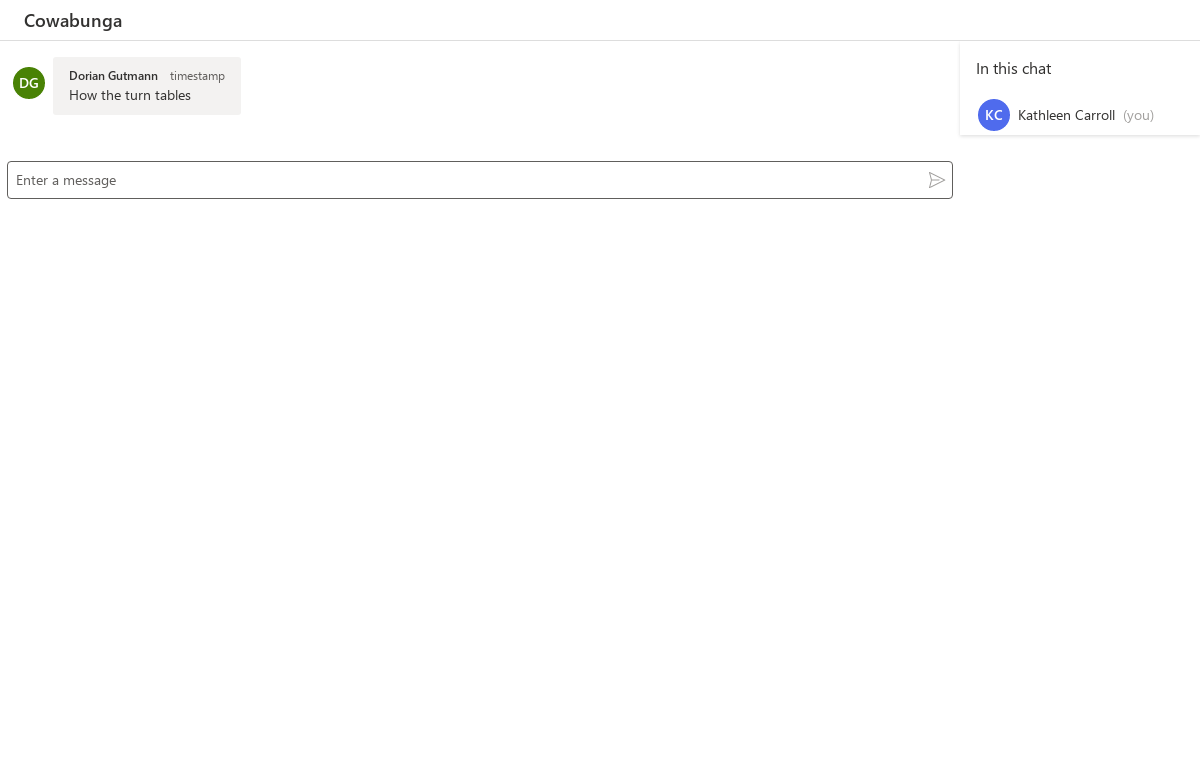 Cowabunga
DG
Dorian Gutmann timestamp
How the turn tables
Enter a message
In this chat
KC Kathleen Carroll (you)